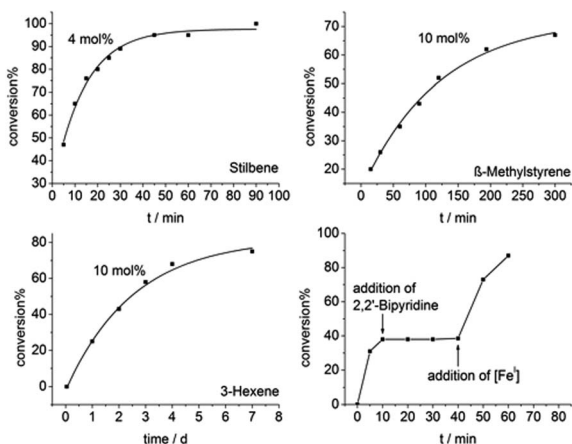 100
90
80
70
60
50
40
30
conversion%
4 mol%
Stilbene
0 10 20 30 40 50 60 70 80 90 100
t / min
70
60
50
40
30
20
conversion%
10 mol%
ß-Methylstyrene
0 50 100 150 200 250 300
t / min
80
60
40
20
0
conversion%
10 mol%
3-Hexene
0 1 2 3 4 5 6 7 8
time / d
100
80
60
40
20
0
conversion%
addition of
2,2'-Bipyridine
addition of [Feᴵ]
0 10 20 30 40 50 60 70 80
t / min